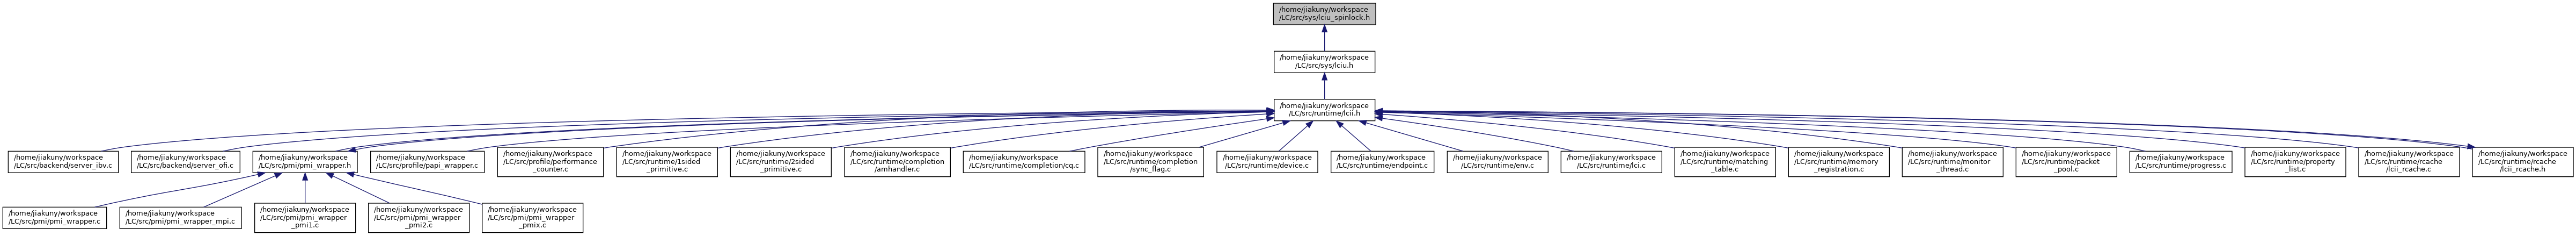 /home/jiakuny/workspace
/LC/src/sys/lciu_spinlock.h
/home/jiakuny/workspace
/LC/src/sys/lciu.h
/home/jiakuny/workspace
/LC/src/runtime/lcii.h
/home/jiakuny/workspace
/LC/src/backend/server_ibv.c
/home/jiakuny/workspace
/LC/src/backend/server_ofi.c
/home/jiakuny/workspace
/LC/src/pmi/pmi_wrapper.h
/home/jiakuny/workspace
/LC/src/profile/papi_wrapper.c
/home/jiakuny/workspace
/LC/src/profile/performance
_counter.c
/home/jiakuny/workspace
/LC/src/runtime/1sided
_primitive.c
/home/jiakuny/workspace
/LC/src/runtime/2sided
_primitive.c
/home/jiakuny/workspace
/LC/src/runtime/completion
/amhandler.c
/home/jiakuny/workspace
/LC/src/runtime/completion/cq.c
/home/jiakuny/workspace
/LC/src/runtime/completion
/sync_flag.c
/home/jiakuny/workspace
/LC/src/runtime/device.c
/home/jiakuny/workspace
/LC/src/runtime/endpoint.c
/home/jiakuny/workspace
/LC/src/runtime/env.c
/home/jiakuny/workspace
/LC/src/runtime/lci.c
/home/jiakuny/workspace
/LC/src/runtime/matching
_table.c
/home/jiakuny/workspace
/LC/src/runtime/memory
_registration.c
/home/jiakuny/workspace
/LC/src/runtime/monitor
_thread.c
/home/jiakuny/workspace
/LC/src/runtime/packet
_pool.c
/home/jiakuny/workspace
/LC/src/runtime/progress.c
/home/jiakuny/workspace
/LC/src/runtime/property
_list.c
/home/jiakuny/workspace
/LC/src/runtime/rcache
/lcii_rcache.c
/home/jiakuny/workspace
/LC/src/runtime/rcache
/lcii_rcache.h
/home/jiakuny/workspace
/LC/src/pmi/pmi_wrapper.c
/home/jiakuny/workspace
/LC/src/pmi/pmi_wrapper_mpi.c
/home/jiakuny/workspace
/LC/src/pmi/pmi_wrapper
_pmi1.c
/home/jiakuny/workspace
/LC/src/pmi/pmi_wrapper
_pmi2.c
/home/jiakuny/workspace
/LC/src/pmi/pmi_wrapper
_pmix.c